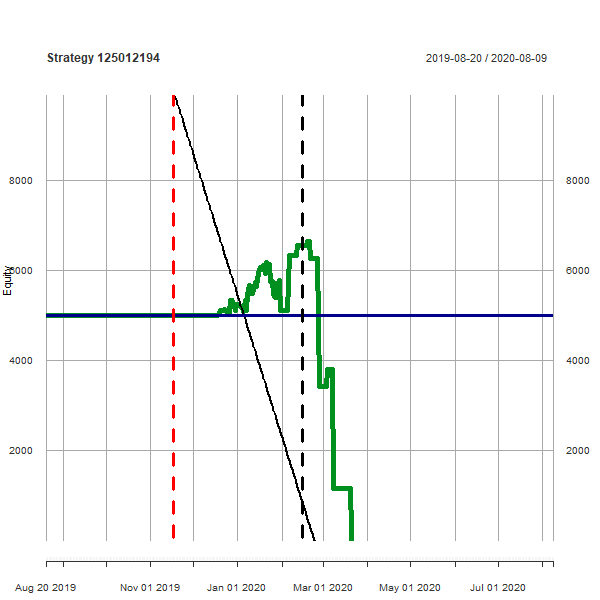 Strategy 125012194
2019-08-20 / 2020-08-09
8000
8000
6000
6000
Equity
4000
4000
2000
2000
Aug 20 2019
Nov 01 2019
Jan 01 2020
Mar 01 2020
May 01 2020
Jul 01 2020